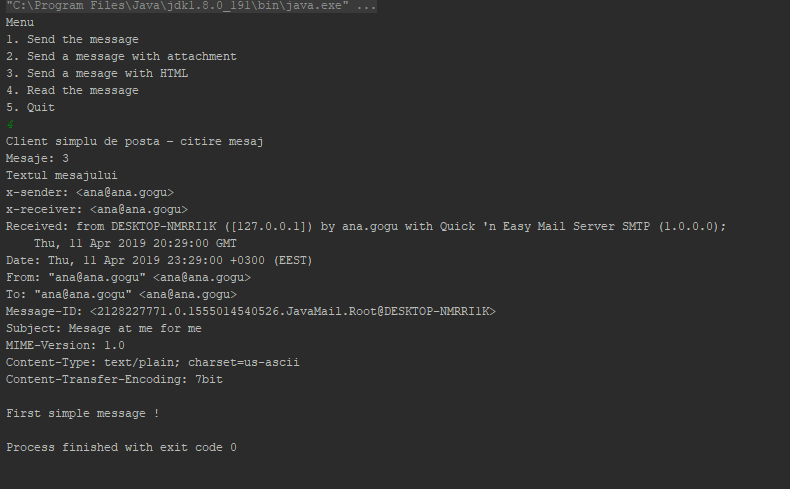 "C:\Program Files\Java\jdk1.8.0_191\bin\java.exe" ...
Menu
1. Send the message
2. Send a message with attachment
3. Send a mesage with HTML
4. Read the message
5. Quit
4
Client simplu de posta - citire mesaj
Mesaje: 3
Textul mesajului
x-sender: <ana@ana.gogu>
x-receiver: <ana@ana.gogu>
Received: from DESKTOP-NMRRI1K ([127.0.0.1]) by ana.gogu with Quick 'n Easy Mail Server SMTP (1.0.0.0);
    Thu, 11 Apr 2019 20:29:00 GMT
Date: Thu, 11 Apr 2019 23:29:00 +0300 (EEST)
From: "ana@ana.gogu" <ana@ana.gogu>
To: "ana@ana.gogu" <ana@ana.gogu>
Message-ID: <2128227771.0.1555014540526.JavaMail.Root@DESKTOP-NMRRI1K>
Subject: Mesage at me for me
MIME-Version: 1.0
Content-Type: text/plain; charset=us-ascii
Content-Transfer-Encoding: 7bit
First simple message !
Process finished with exit code 0